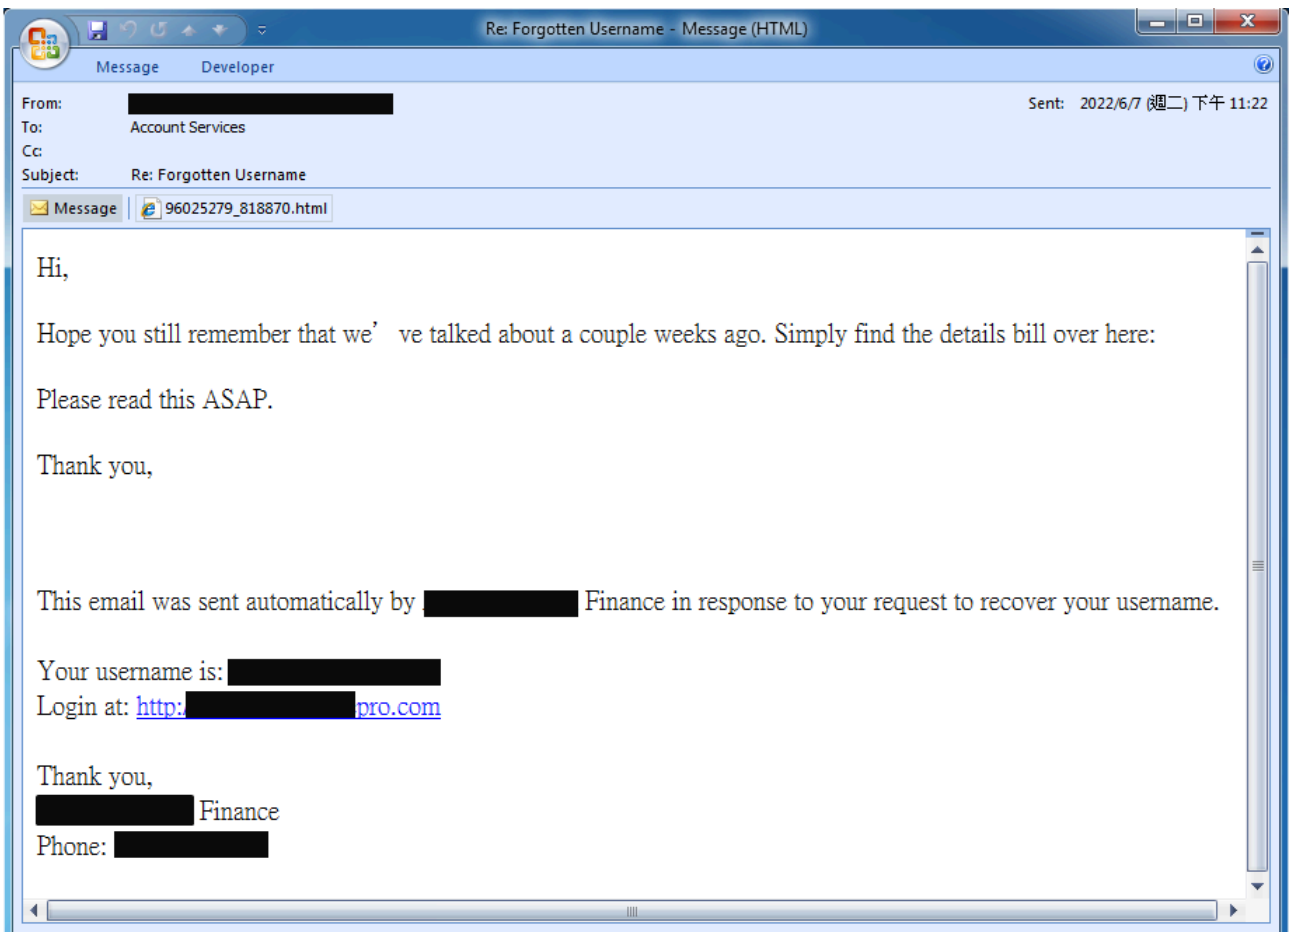 Re: Forgotten Username - Message (HTML)
Message Developer
From:
Sent: 2022/6/7 (週二) 下午 11:22
To: Account Services
Cc:
Subject: Re: Forgotten Username
Message 96025279_818870.html
Hi,
Hope you still remember that we’ ve talked about a couple weeks ago. Simply find the details bill over here:
Please read this ASAP.
Thank you,
This email was sent automatically by Finance in response to your request to recover your username.
Your username is:
Login at: http:/ pro.com
Thank you,
Finance
Phone: